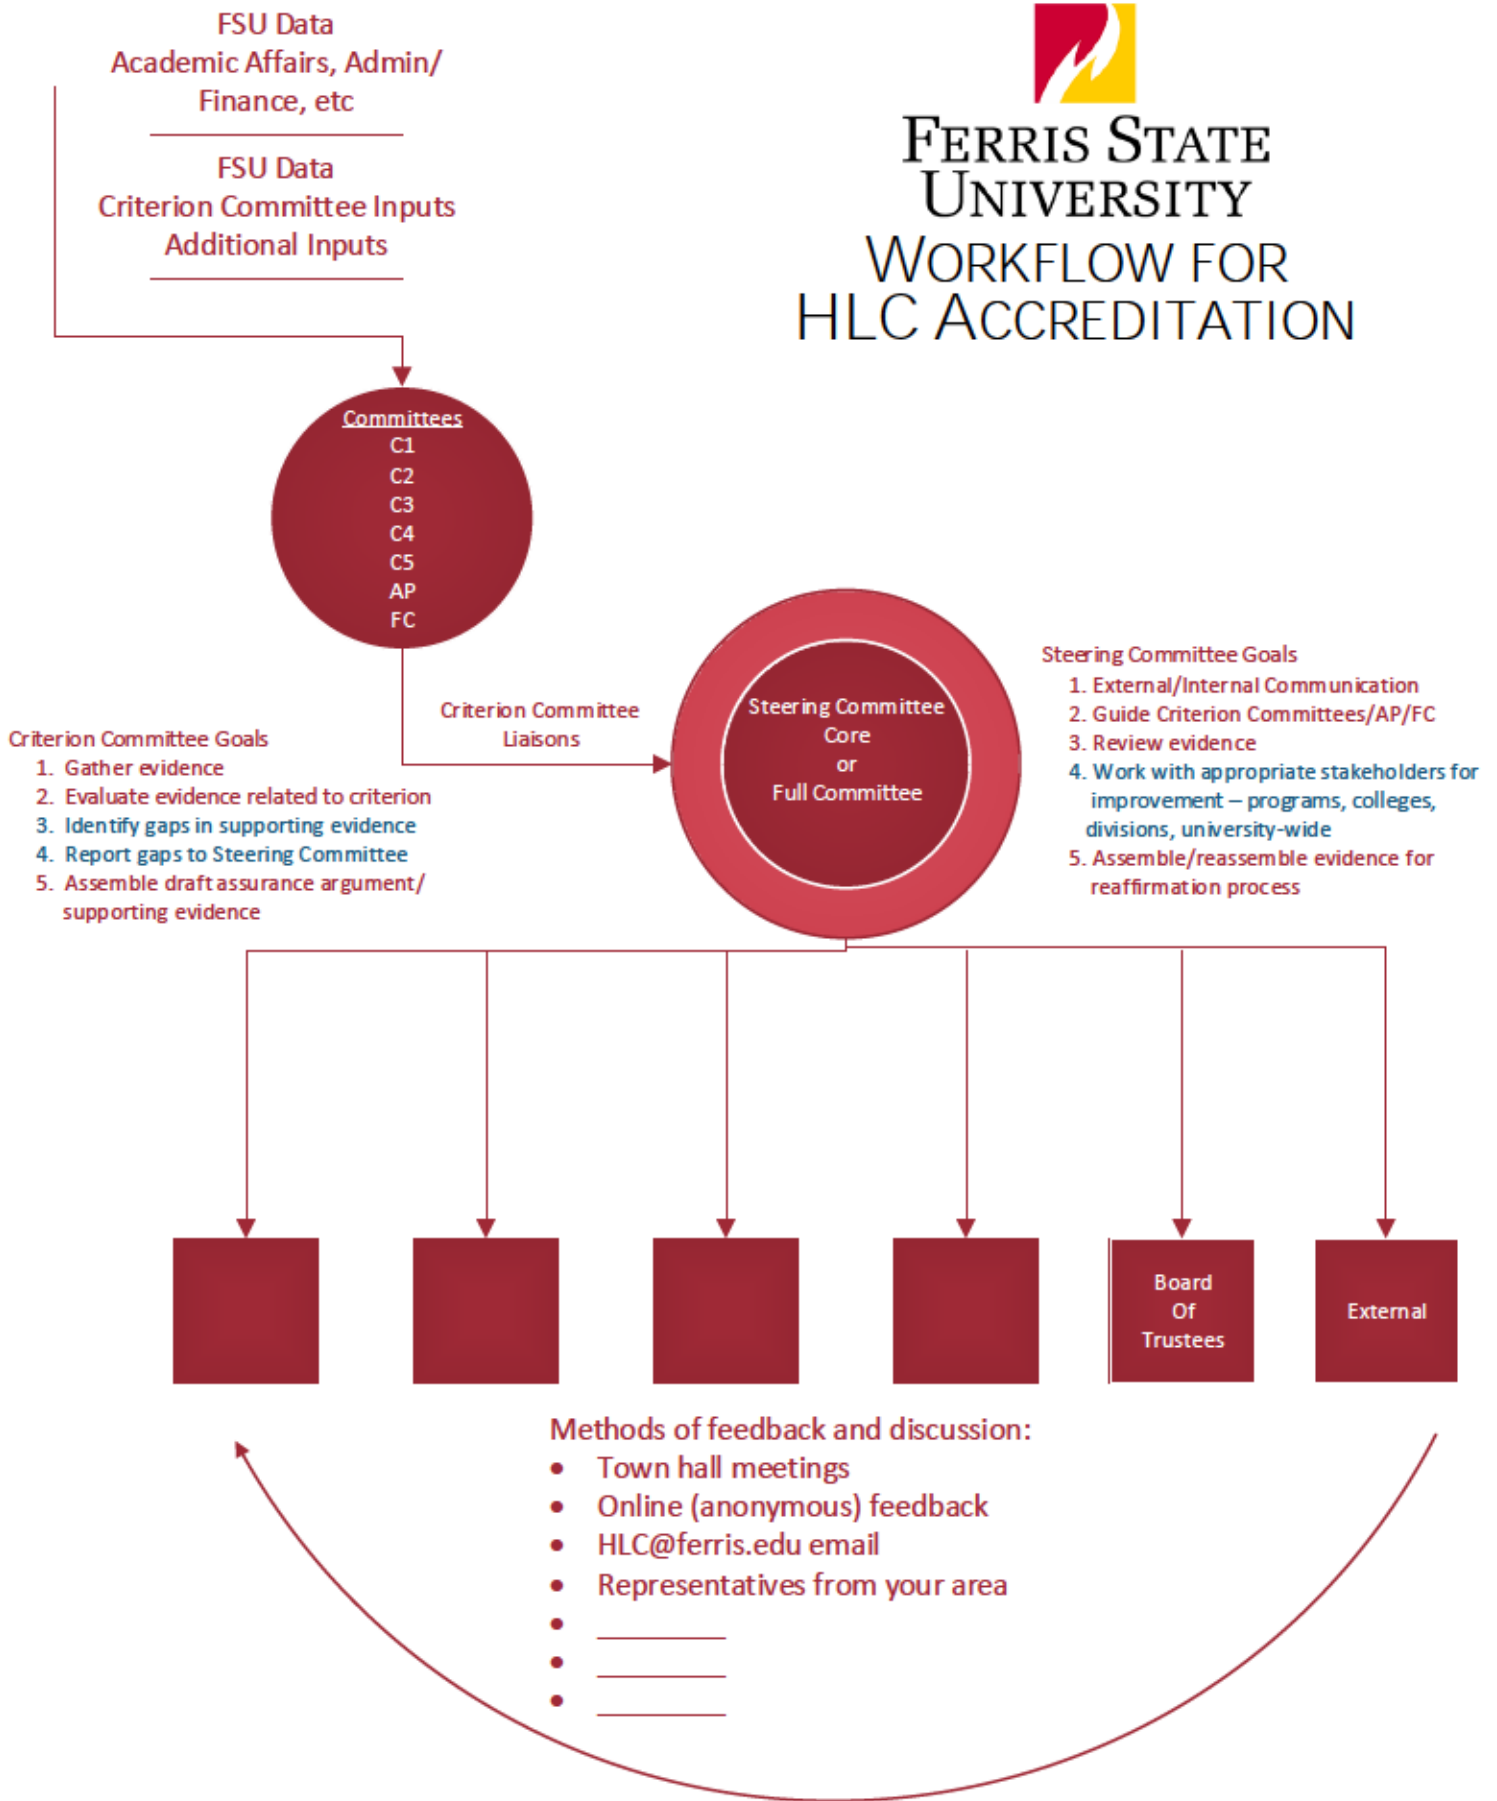 FSU Data
Academic Affairs, Admin/
Finance, etc
FSU Data
Criterion Committee Inputs
Additional Inputs
FERRIS STATE
UNIVERSITY
WORKFLOW FOR
HLC ACCREDITATION
Committees
C1
C2
C3
C4
C5
AP
FC
Criterion Committee
Liaisons
Steering Committee
Core
or
Full Committee
Steering Committee Goals
1. External/Internal Communication
2. Guide Criterion Committees/AP/FC
3. Review evidence
4. Work with appropriate stakeholders for
improvement – programs, colleges,
divisions, university-wide
5. Assemble/reassemble evidence for
reaffirmation process
Criterion Committee Goals
1. Gather evidence
2. Evaluate evidence related to criterion
3. Identify gaps in supporting evidence
4. Report gaps to Steering Committee
5. Assemble draft assurance argument/
supporting evidence
Board
Of
Trustees
External
Methods of feedback and discussion:
• Town hall meetings
• Online (anonymous) feedback
• HLC@ferris.edu email
• Representatives from your area
• __________
• __________
• __________